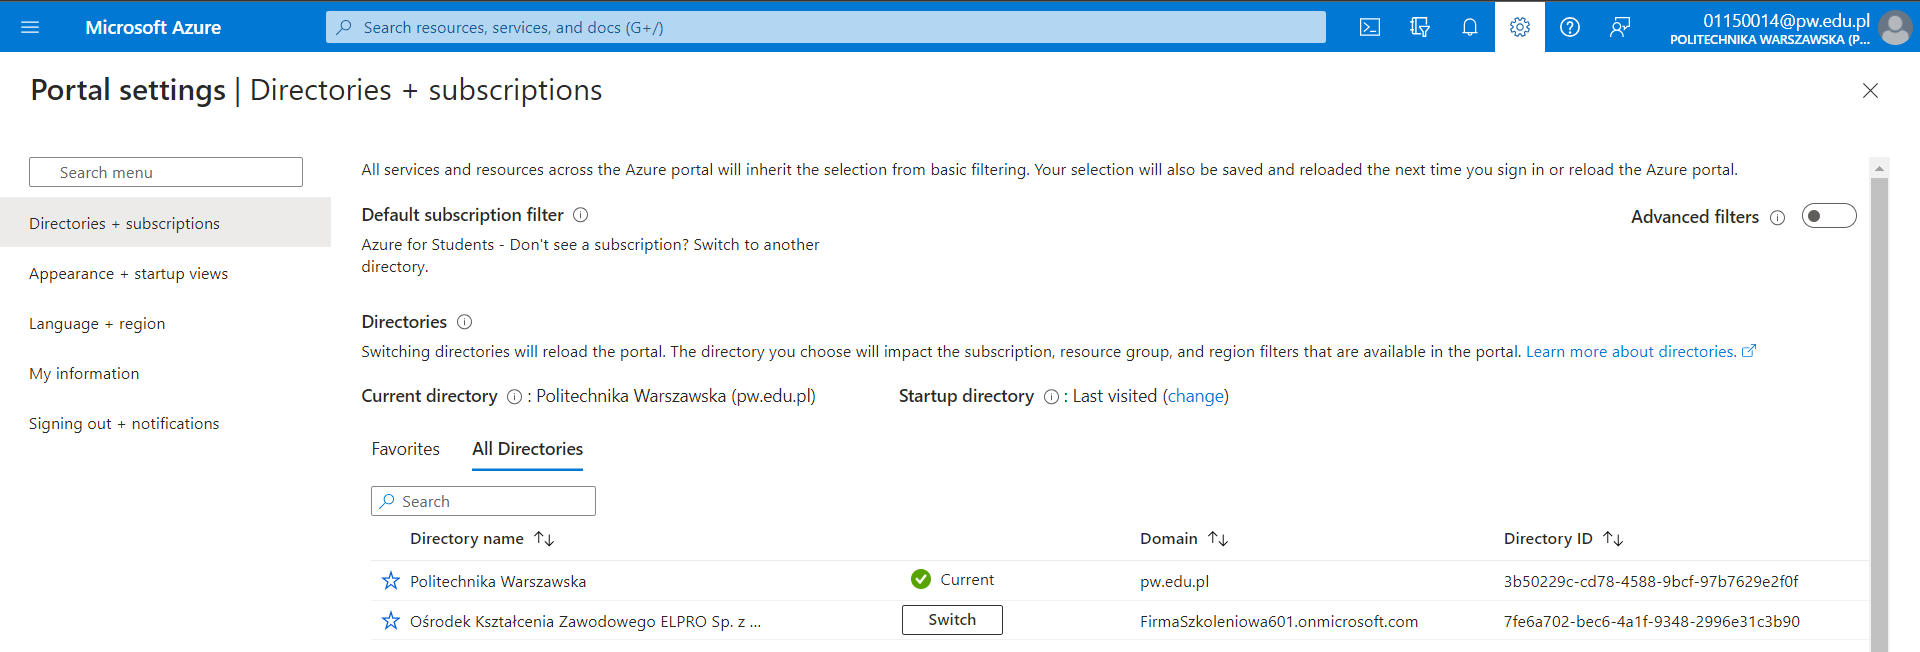 Microsoft Azure
Search resources, services, and docs (G+/)
01150014@pw.edu.pl
POLITECHNIKA WARSZAWSKA (P...
Portal settings | Directories + subscriptions
Search menu
Directories + subscriptions
Appearance + startup views
Language + region
My information
Signing out + notifications
All services and resources across the Azure portal will inherit the selection from basic filtering. Your selection will also be saved and reloaded the next time you sign in or reload the Azure portal.
Default subscription filter
Advanced filters
Azure for Students - Don't see a subscription? Switch to another
directory.
Directories
Switching directories will reload the portal. The directory you choose will impact the subscription, resource group, and region filters that are available in the portal. Learn more about directories.
Current directory : Politechnika Warszawska (pw.edu.pl) Startup directory : Last visited (change)
Favorites All Directories
Search
Directory name Domain Directory ID
Politechnika Warszawska Current pw.edu.pl 3b50229c-cd78-4588-9bcf-97b7629e2f0f
Ośrodek Kształcenia Zawodowego ELPRO Sp. z ... Switch FirmaSzkoleniowa601.onmicrosoft.com 7fe6a702-bec6-4a1f-9348-2996e31c3b90